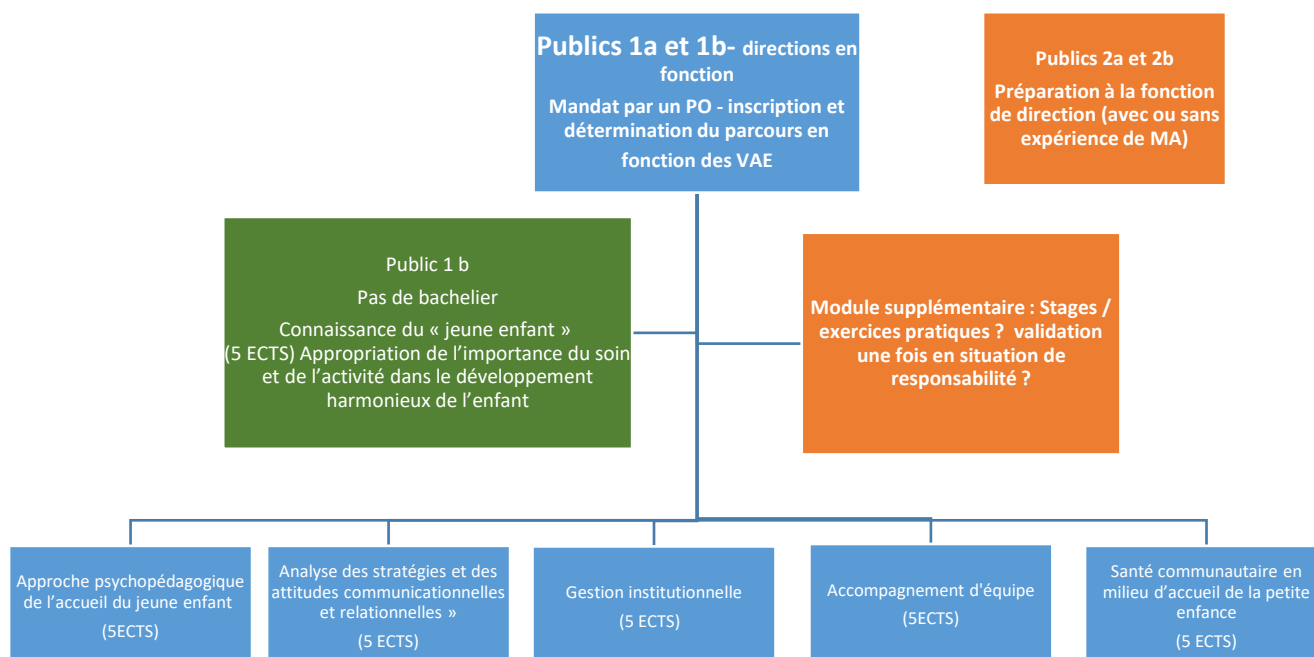 Publics 1a et 1b- directions en
fonction
Mandat par un PO - inscription et
détermination du parcours en
fonction des VAE
Publics 2a et 2b
Préparation à la fonction
de direction (avec ou sans
expérience de MA)
Public 1 b
Pas de bachelier
Connaissance du « jeune enfant »
(5 ECTS) Appropriation de l'importance du soin
et de l'activité dans le développement
harmonieux de l'enfant
Module supplémentaire : Stages /
exercices pratiques ? validation
une fois en situation de
responsabilité ?
Approche psychopédagogique
de l'accueil du jeune enfant
(5ECTS)
Analyse des stratégies et des
attitudes communicationnelles
et relationnelles »
(5 ECTS)
Gestion institutionnelle
(5 ECTS)
Accompagnement d'équipe
(5ECTS)
Santé communautaire en
milieu d'accueil de la petite
enfance
(5 ECTS)